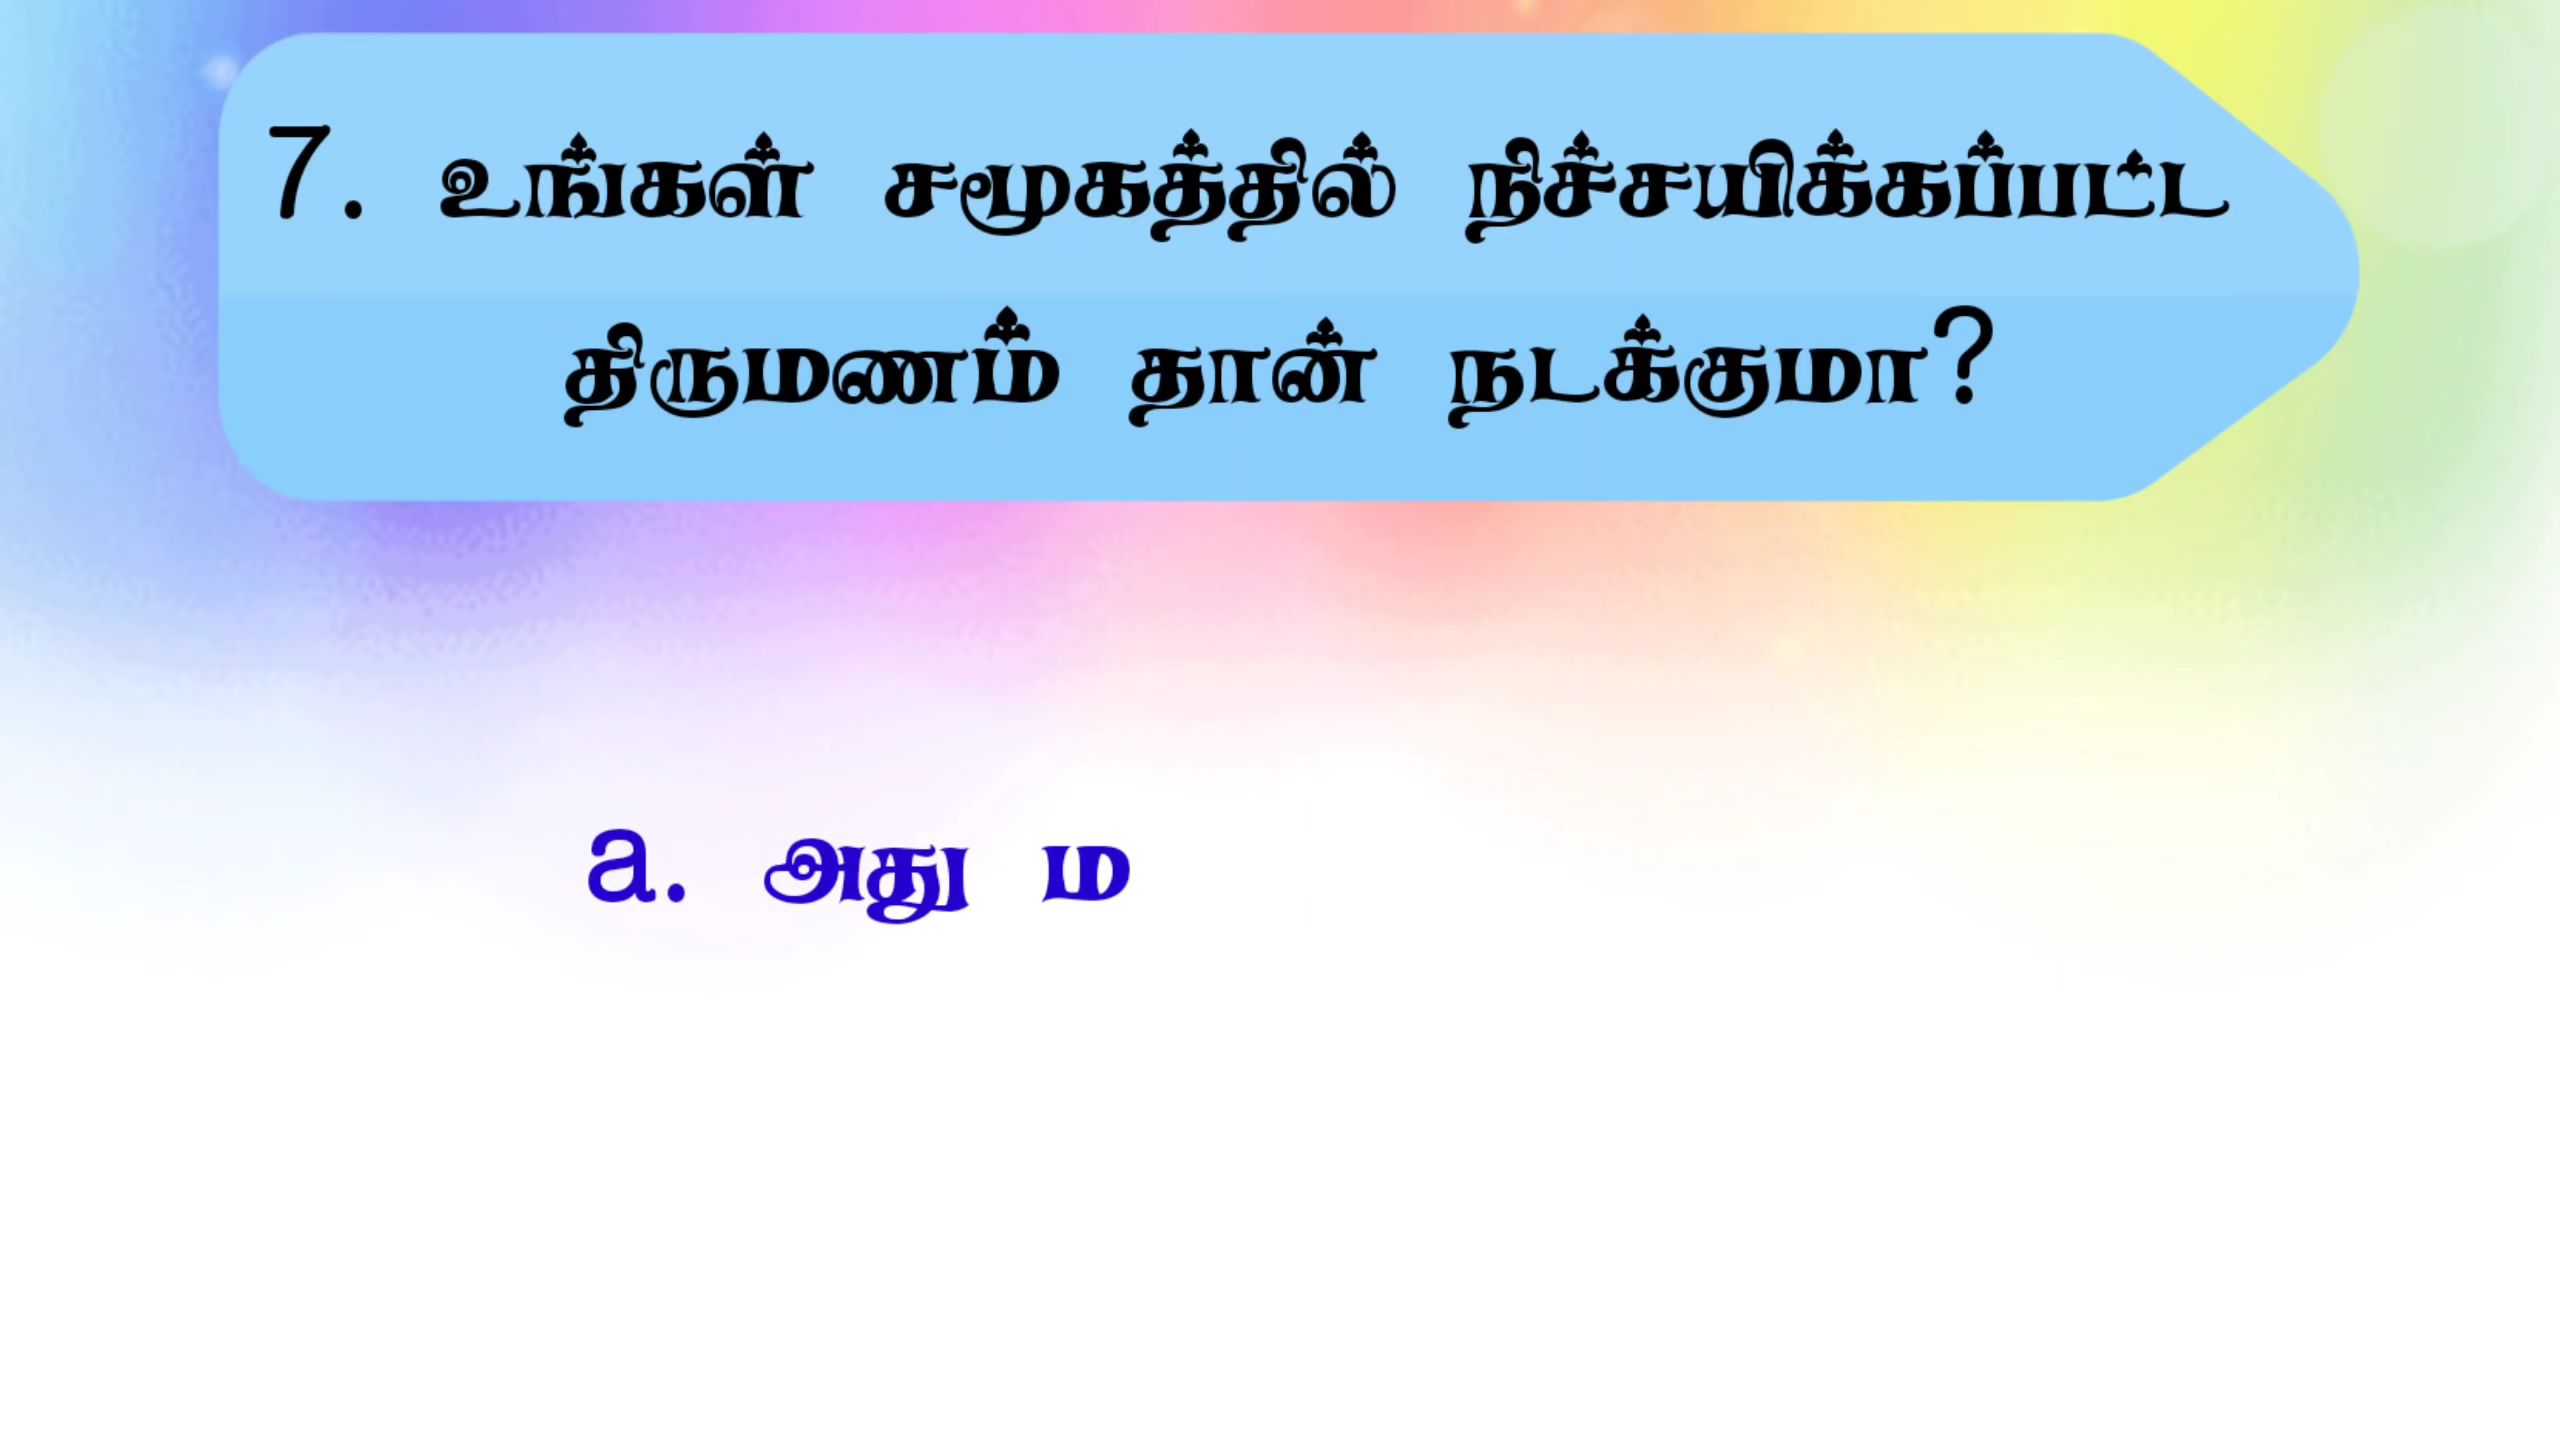 7. உங்கள் சமூகத்தில் நிச்சயிக்கப்பட்ட
திருமணம் தான் நடக்குமா?
a. அது ம